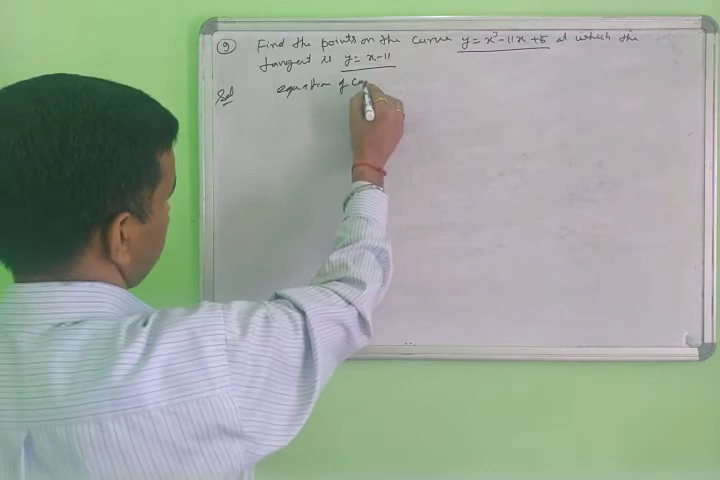 9 Find the points on the curve y = x³ - 11x + 5 at which the
tangent is y = x - 11
Sol equation of cu